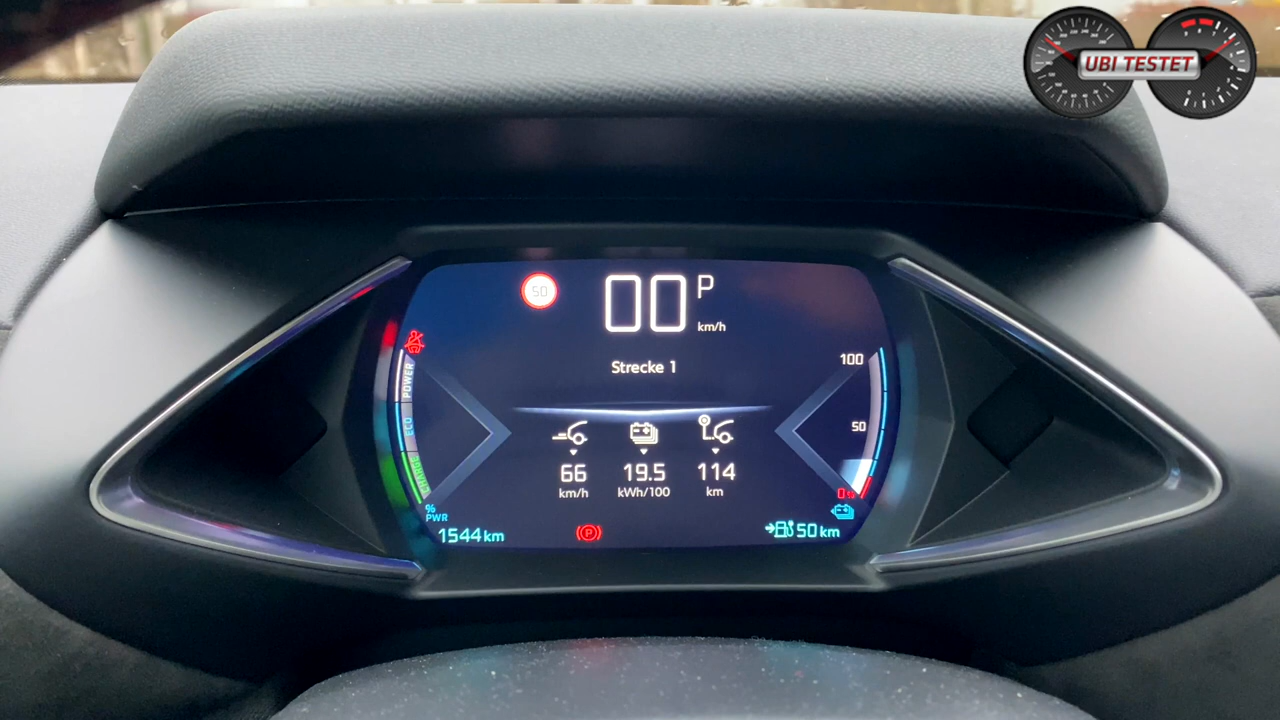 UBI TESTET
50
00 P
km/h
Strecke 1
100
POWER
ECO
50
66
19.5
114
km/h
kWh/100
km
0%
%
PWR
1544 km
P
50 km